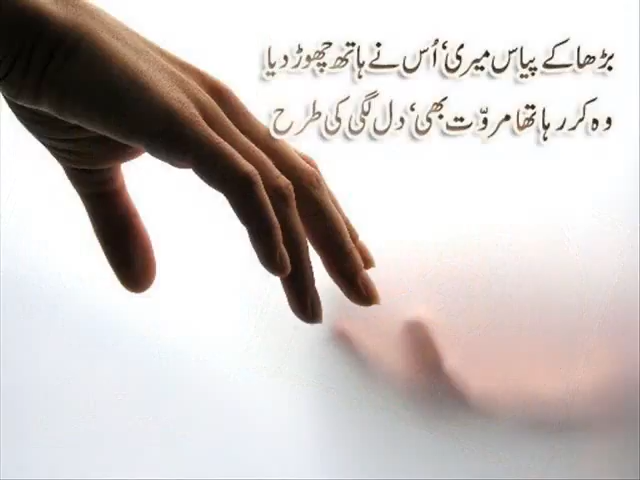 بڑھا کے پیاس میری‘ اُس نے ہاتھ چھوڑ دیا
وہ کر رہا تھا مروّت بھی‘ دل لگی کی طرح